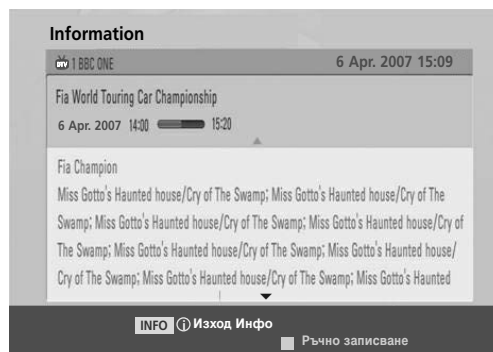 Information
DTV 1 BBC ONE 6 Apr. 2007 15:09
Fia World Touring Car Championship
6 Apr. 2007 14:00 15:20
Fia Champion
Miss Gotto's Haunted house/Cry of The Swamp; Miss Gotto's Haunted house/Cry of The
Swamp; Miss Gotto's Haunted house/Cry of The Swamp; Miss Gotto's Haunted house/Cry of
The Swamp; Miss Gotto's Haunted house/Cry of The Swamp; Miss Gotto's Haunted house/
Cry of The Swamp; Miss Gotto's Haunted house/Cry of The Swamp; Miss Gotto's Haunted
INFO i Изход Инфо
Ръчно записване